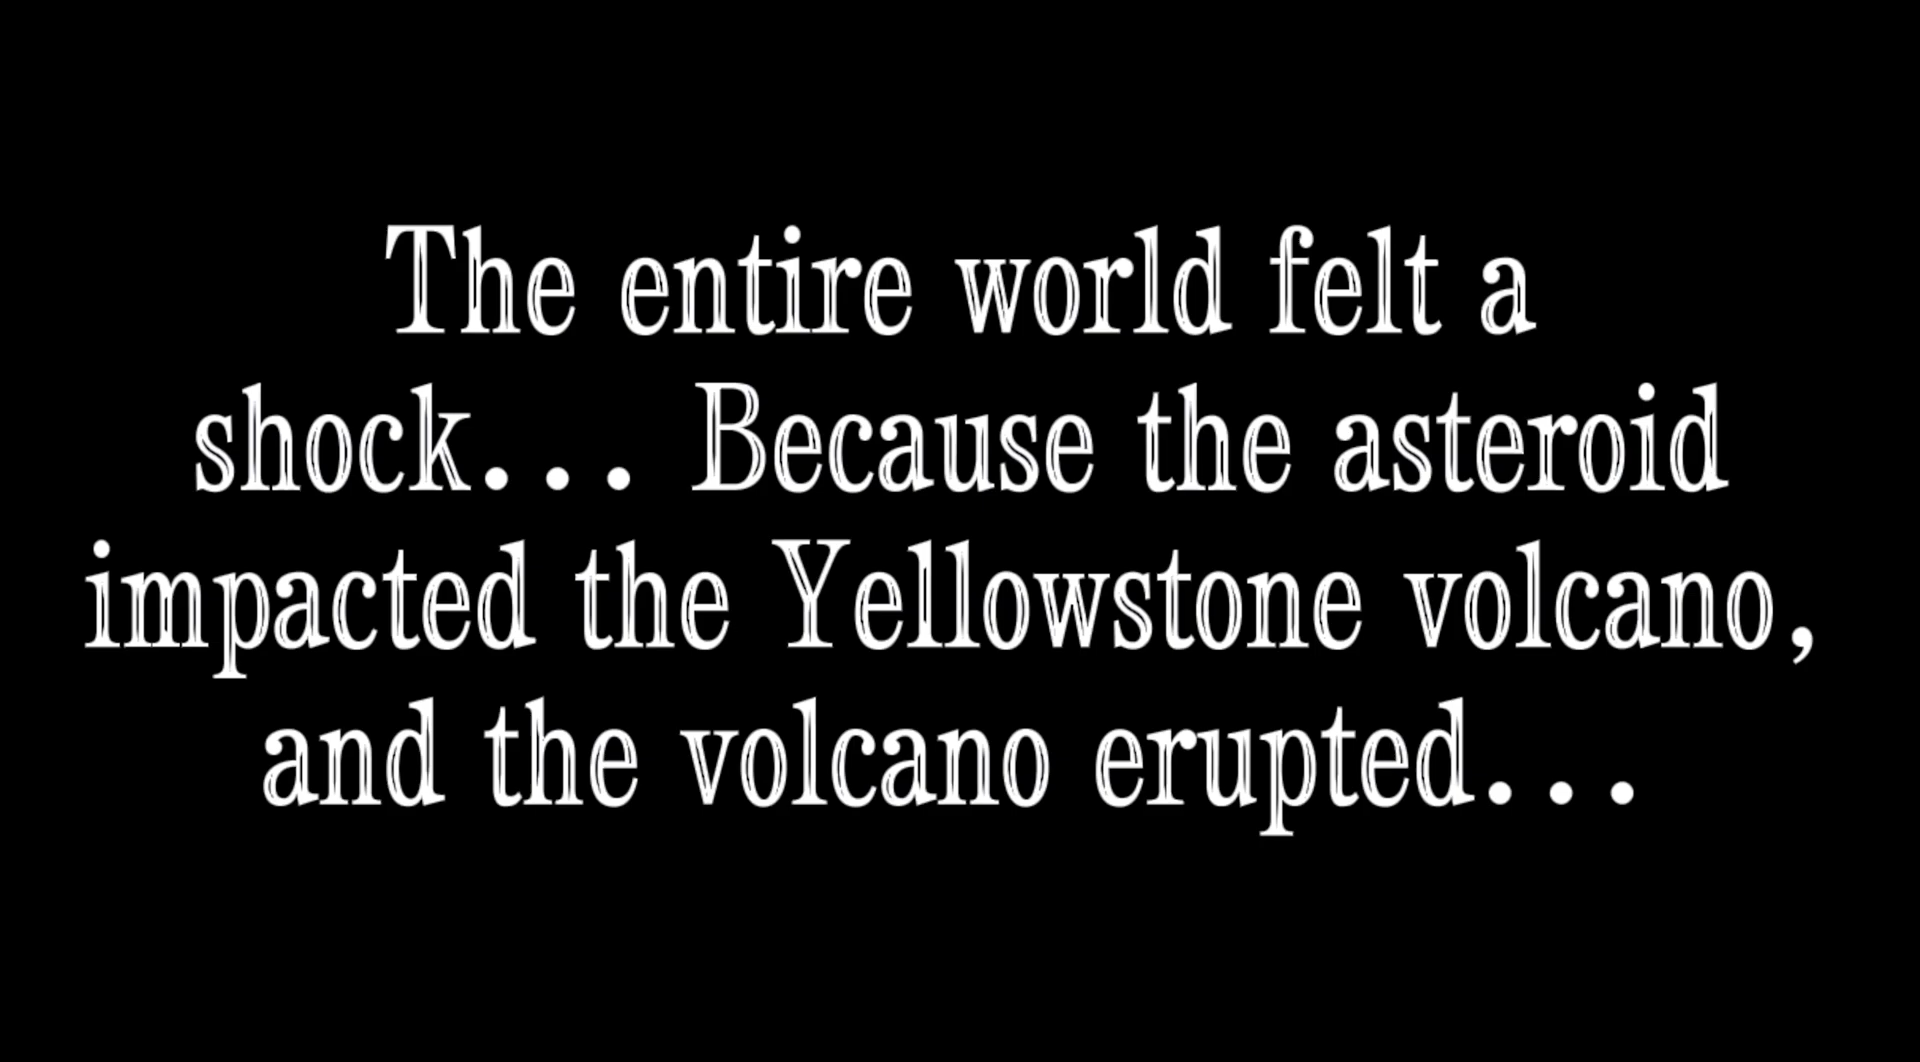 The entire world felt a
shock... Because the asteroid
impacted the Yellowstone volcano,
and the volcano erupted...